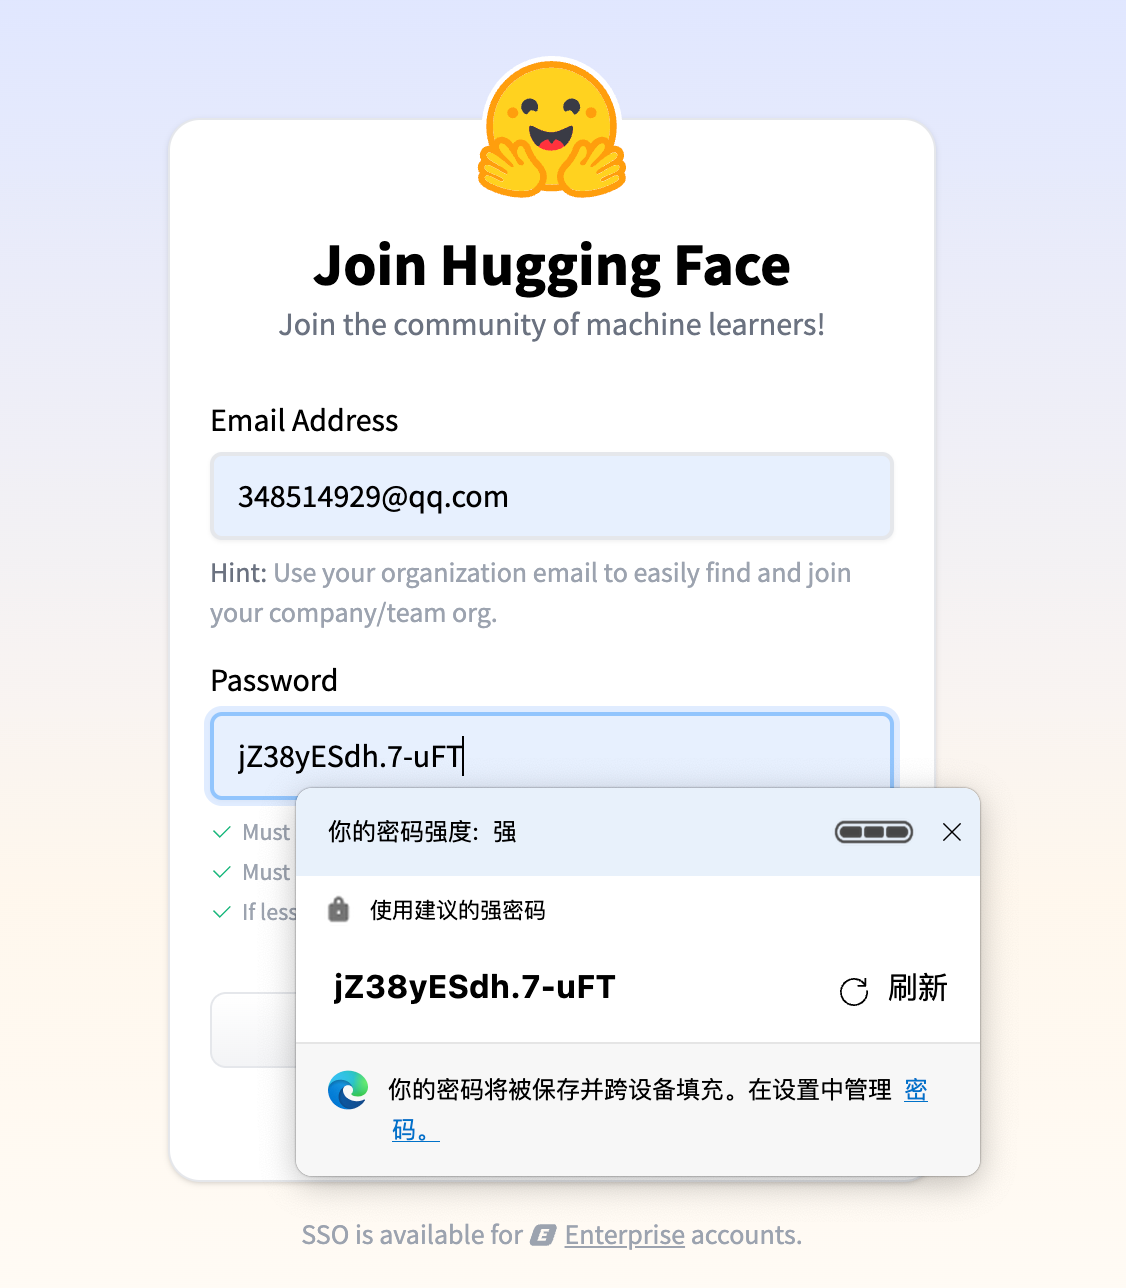 Join Hugging Face
Join the community of machine learners!
Email Address
348514929@qq.com
Hint: Use your organization email to easily find and join
your company/team org.
Password
jZ38yESdh.7-uFT
Must
Must
If less
你的密码强度：强
使用建议的强密码
jZ38yESdh.7-uFT
刷新
你的密码将被保存并跨设备填充。在设置中管理 密
码。
SSO is available for E Enterprise accounts.